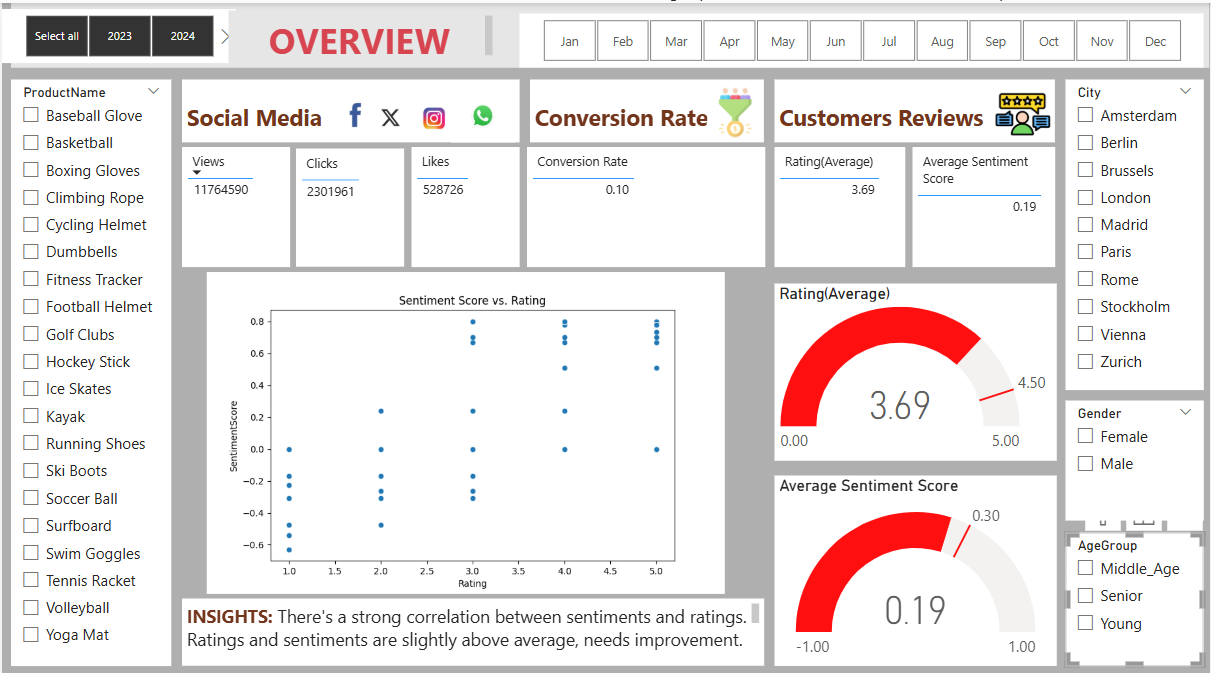 Select all
2023
2024
OVERVIEW
Jan
Feb
Mar
Apr
May
Jun
Jul
Aug
Sep
Oct
Nov
Dec
ProductName
Baseball Glove
Basketball
Boxing Gloves
Climbing Rope
Cycling Helmet
Dumbbells
Fitness Tracker
Football Helmet
Golf Clubs
Hockey Stick
Ice Skates
Kayak
Running Shoes
Ski Boots
Soccer Ball
Surfboard
Swim Goggles
Tennis Racket
Volleyball
Yoga Mat
Social Media
Views
11764590
Clicks
2301961
Likes
528726
Conversion Rate
Conversion Rate
0.10
Customers Reviews
Rating(Average)
3.69
Average Sentiment
Score
0.19
Sentiment Score vs. Rating
SentimentScore
0.8
0.6
0.4
0.2
0.0
−0.2
−0.4
−0.6
1.0
1.5
2.0
2.5
3.0
3.5
4.0
4.5
5.0
Rating
INSIGHTS: There's a strong correlation between sentiments and ratings.
Ratings and sentiments are slightly above average, needs improvement.
Rating(Average)
4.50
3.69
0.00
5.00
Average Sentiment Score
0.30
0.19
-1.00
1.00
City
Amsterdam
Berlin
Brussels
London
Madrid
Paris
Rome
Stockholm
Vienna
Zurich
Gender
Female
Male
AgeGroup
Middle_Age
Senior
Young